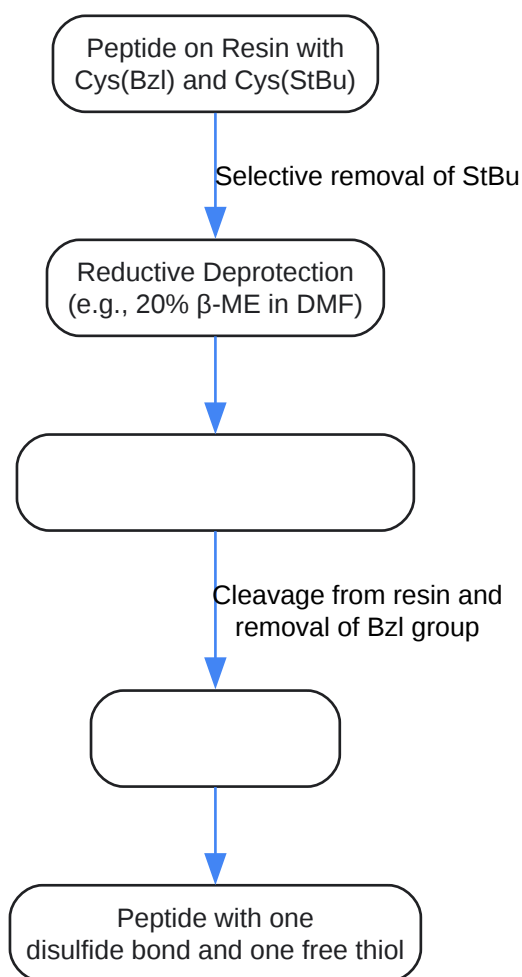 Peptide on Resin with
Cys(Bzl) and Cys(StBu)
Selective removal of StBu
Reductive Deprotection
(e.g., 20% β-ME in DMF)
Cleavage from resin and
removal of Bzl group
Peptide with one
disulfide bond and one free thiol